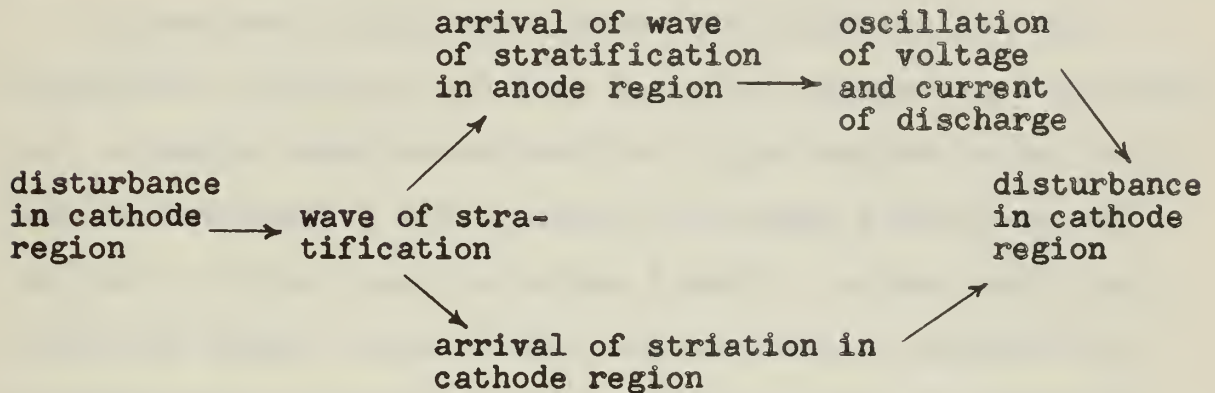 disturbance
in cathode
region
wave of stra-
tification
arrival of wave
of stratification
in anode region
oscillation
of voltage
and current
of discharge
arrival of striation in
cathode region
disturbance
in cathode
region